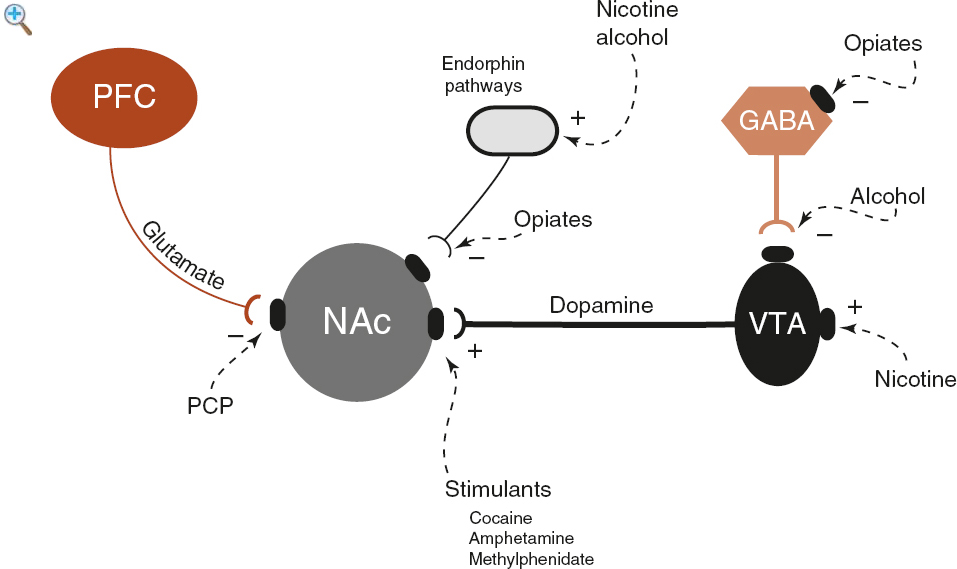 Nicotine
alcohol
Opiates
PFC
Endorphin
pathways
+
−
GABA
Alcohol
Opiates
−
−
Glutamate
NAc
Dopamine
VTA
+
−
+
PCP
Nicotine
Stimulants
Cocaine
Amphetamine
Methylphenidate